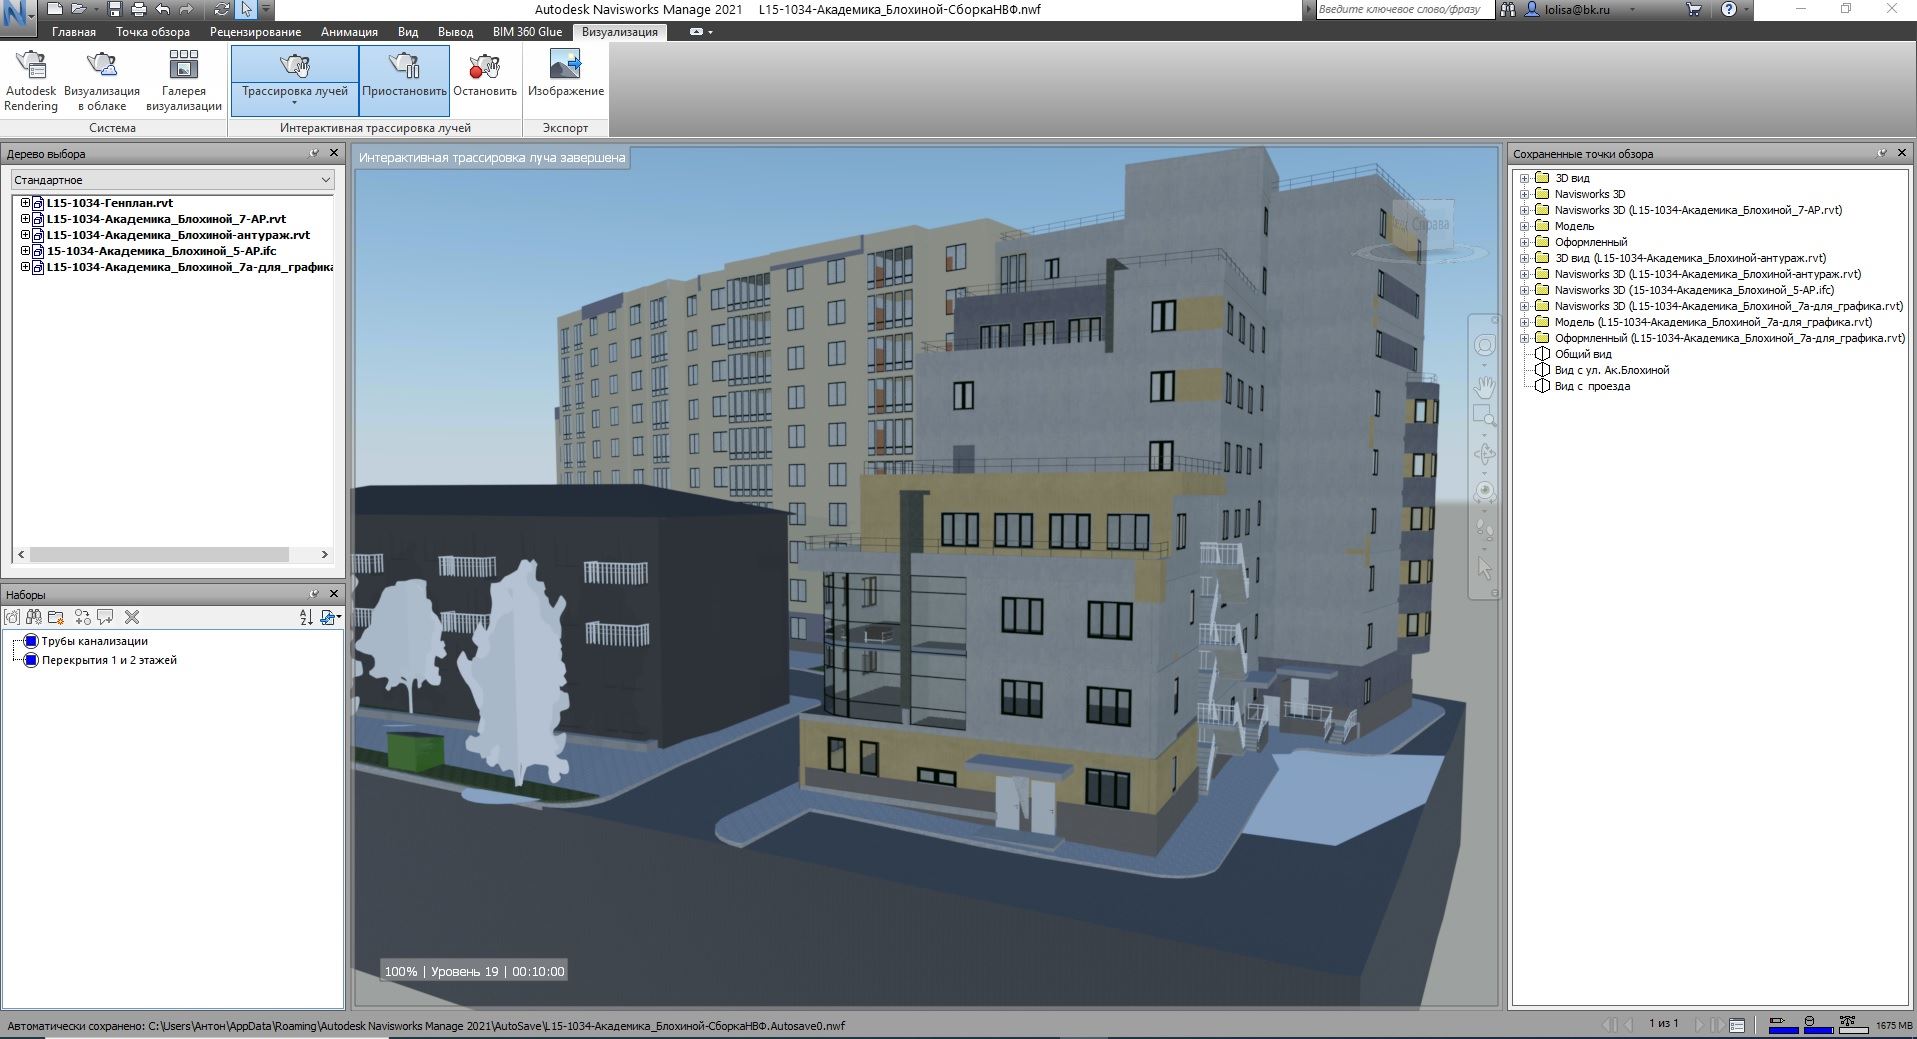 Autodesk Navisworks Manage 2021 L15-1034-Академика_Блохиной-СборкаНВФ.nwf
Введите ключевое слово/фразу
lolisa@bk.ru
Главная Точка обзора Рецензирование Анимация Вид Вывод BIM 360 Glue Визуализация
Autodesk Rendering
Визуализация в облаке
Галерея визуализации
Трассировка лучей
Приостановить
Остановить
Изображение
Система
Интерактивная трассировка лучей
Экспорт
Дерево выбора
Стандартное
L15-1034-Генплан.rvt
L15-1034-Академика_Блохиной_7-АР.rvt
L15-1034-Академика_Блохиной-антураж.rvt
15-1034-Академика_Блохиной_5-АР.ifc
L15-1034-Академика_Блохиной_7а-для_графика
Наборы
Трубы канализации
Перекрытия 1 и 2 этажей
Интерактивная трассировка луча завершена
Справа
100% | Уровень 19 | 00:10:00
Сохраненные точки обзора
3D вид
Navisworks 3D
Navisworks 3D (L15-1034-Академика_Блохиной_7-АР.rvt)
Модель
Оформленный
3D вид (L15-1034-Академика_Блохиной-антураж.rvt)
Navisworks 3D (L15-1034-Академика_Блохиной-антураж.rvt)
Navisworks 3D (15-1034-Академика_Блохиной_5-АР.ifc)
Navisworks 3D (L15-1034-Академика_Блохиной_7а-для_графика.rvt)
Модель (L15-1034-Академика_Блохиной_7а-для_графика.rvt)
Оформленный (L15-1034-Академика_Блохиной_7а-для_графика.rvt)
Общий вид
Вид с ул. Ак.Блохиной
Вид с проезда
Автоматически сохранено: C:\Users\Антон\AppData\Roaming\Autodesk Navisworks Manage 2021\AutoSave\L15-1034-Академика_Блохиной-СборкаНВФ.Autosave0.nwf
1 из 1
1675 MB